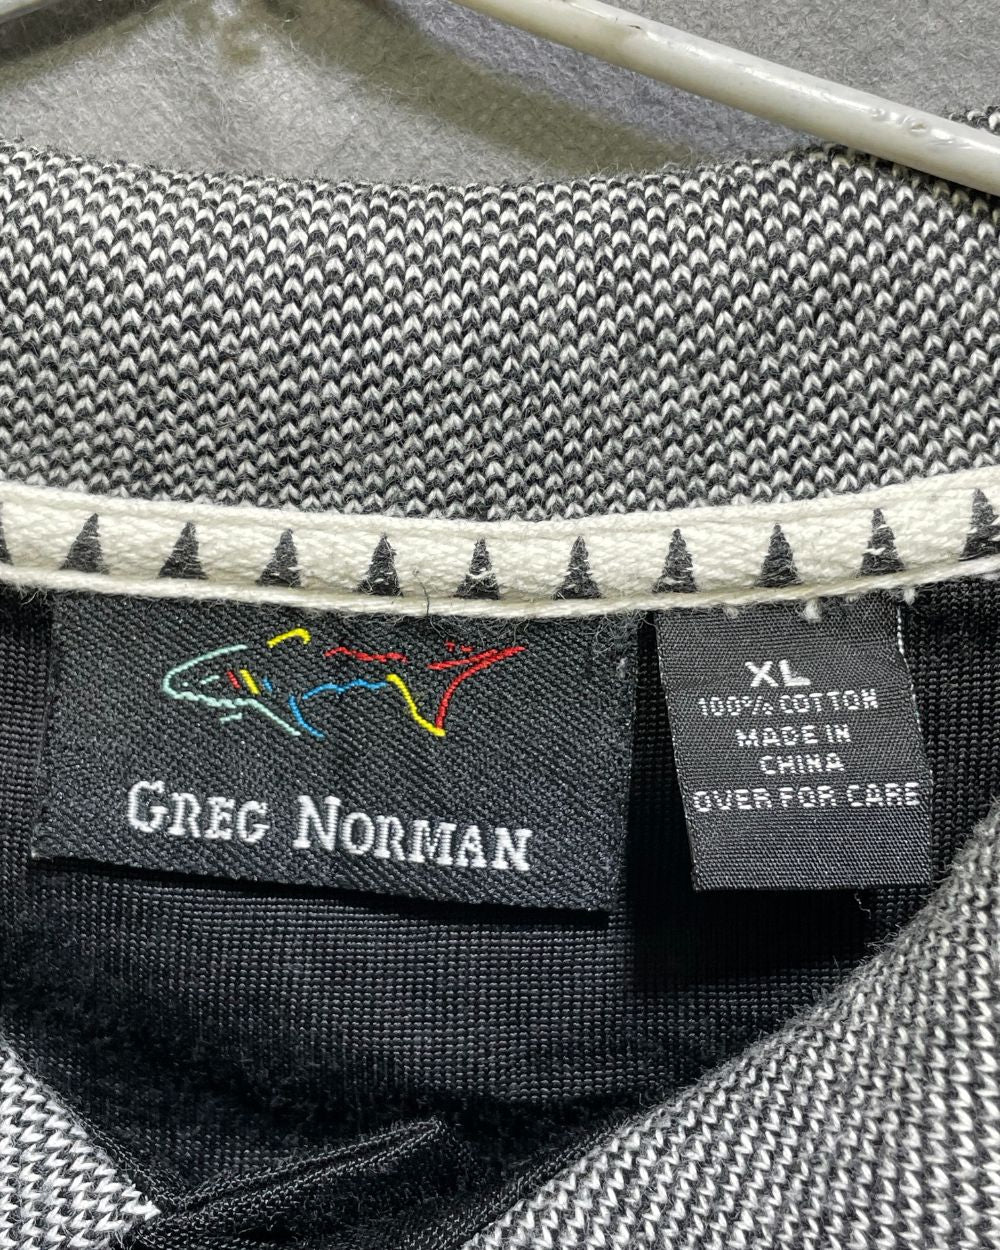 GREG NORMAN
XL
100% COTTON
MADE IN
CHINA
OVER FOR CARE